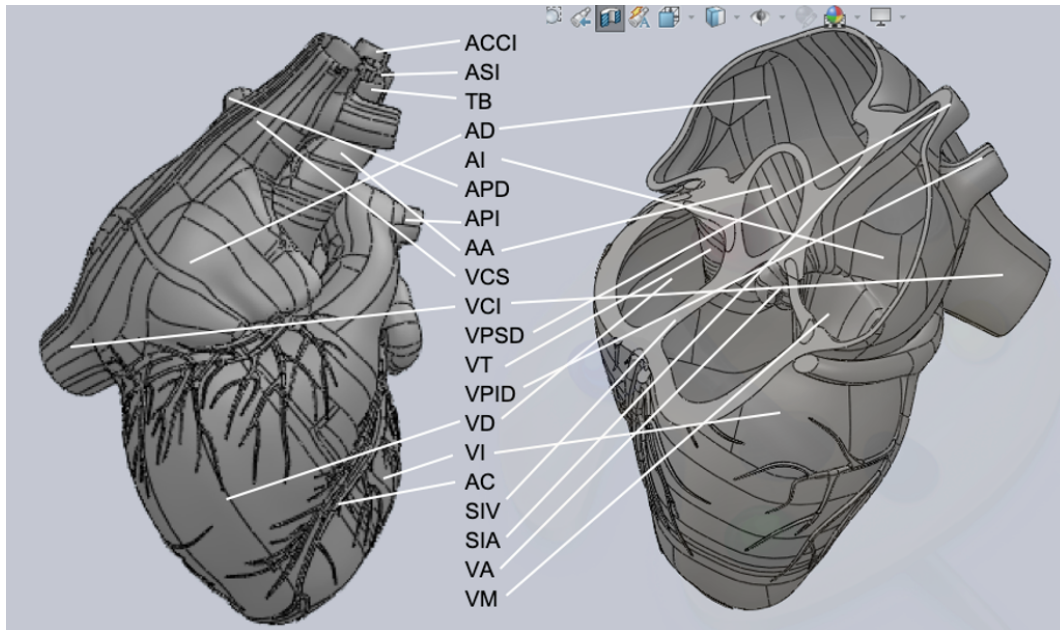 ACCI
ASI
TB
AD
AI
APD
API
AA
VCS
VCI
VPSD
VT
VPID
VD
VI
AC
SIV
SIA
VA
VM